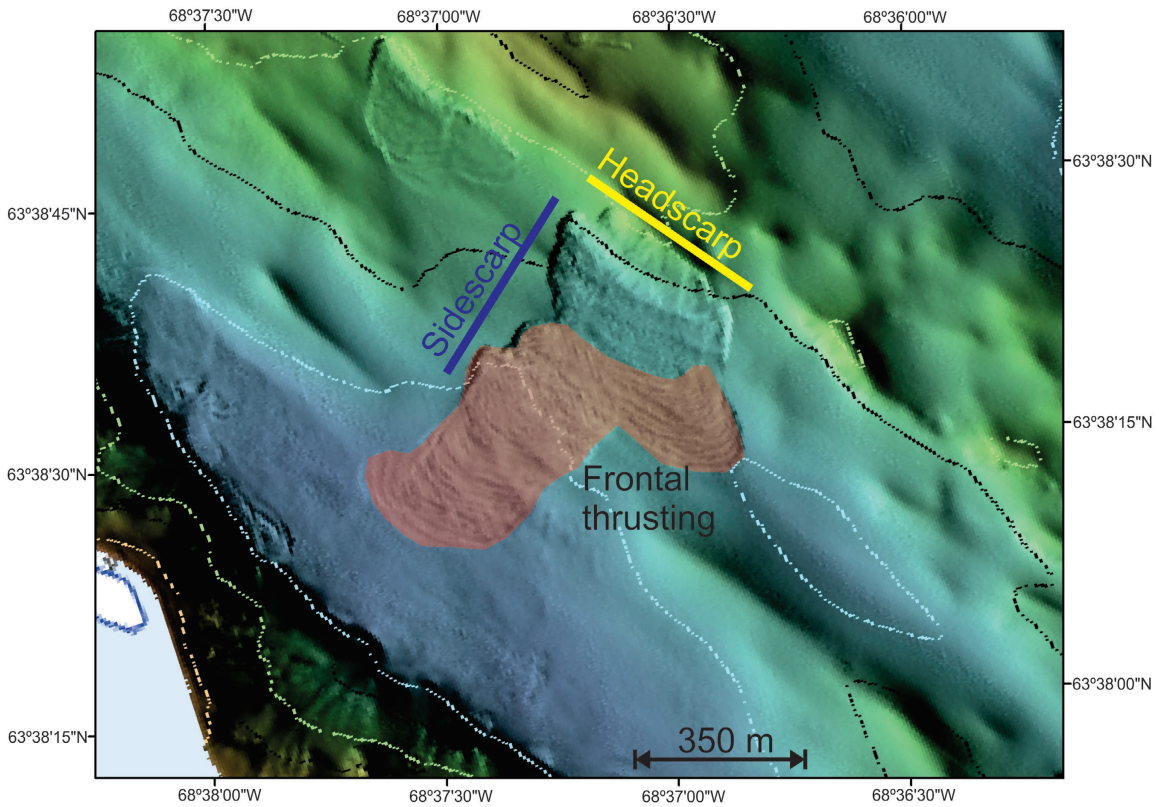 68°37'30"W
68°37'00"W
68°36'30"W
68°36'00"W
63°38'30"N
63°38'45"N
Headscarp
Sidescarp
63°38'15"N
63°38'30"N
Frontal
thrusting
63°38'00"N
63°38'15"N
350 m
68°38'00"W
68°37'30"W
68°37'00"W
68°36'30"W